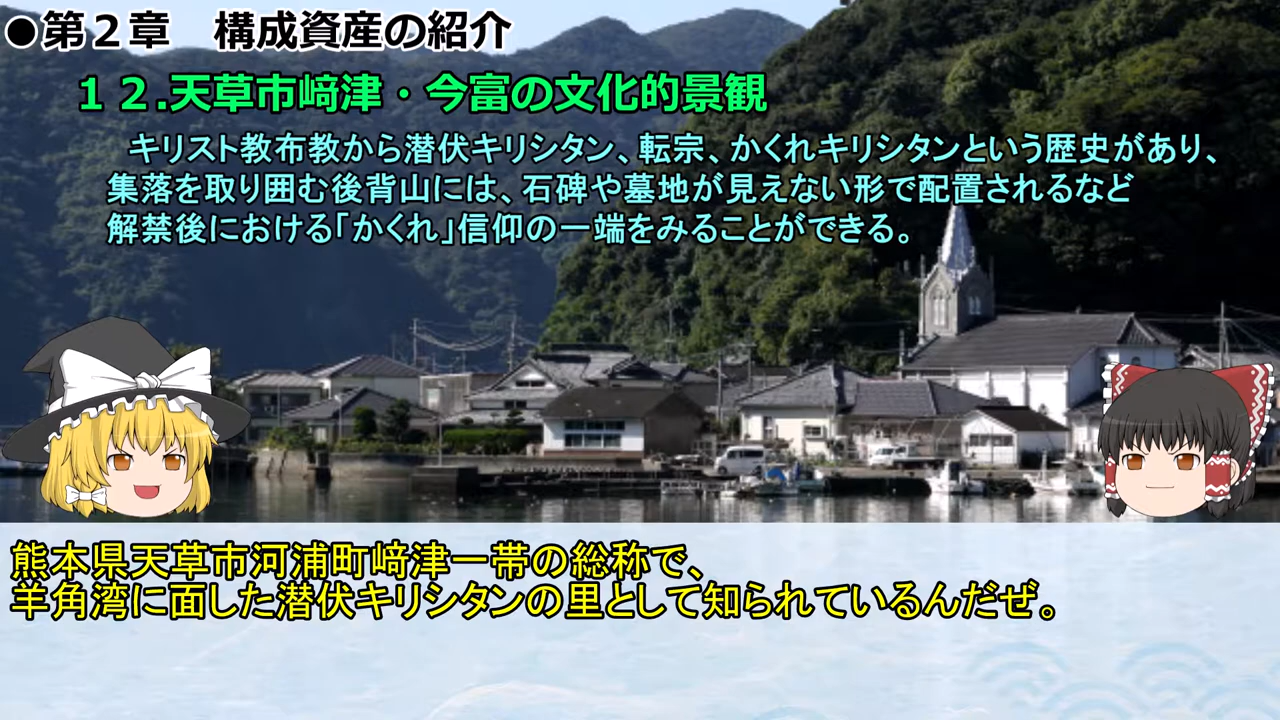 ●第２章　構成資産の紹介
１２.天草市﨑津・今富の文化的景観
キリスト教布教から潜伏キリシタン、転宗、かくれキリシタンという歴史があり、
集落を取り囲む後背山には、石碑や墓地が見えない形で配置されるなど
解禁後における「かくれ」信仰の一端をみることができる。
熊本県天草市河浦町﨑津一帯の総称で、
羊角湾に面した潜伏キリシタンの里として知られているんだぜ。